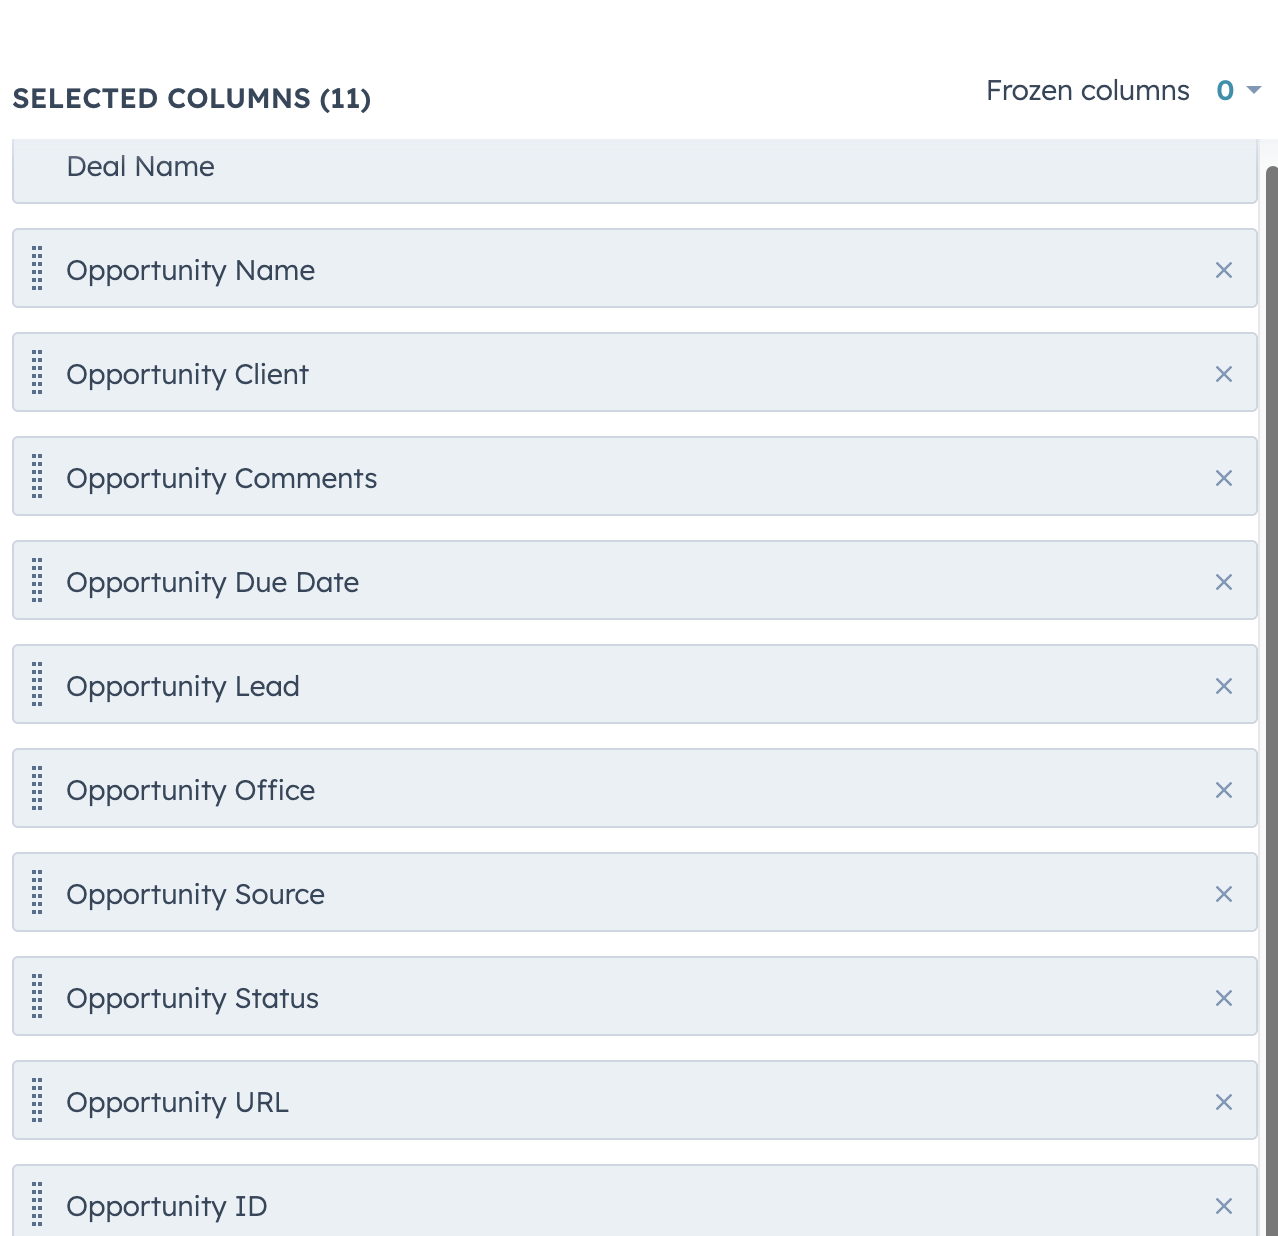 SELECTED COLUMNS (11)
Frozen columns 0
Deal Name
Opportunity Name
Opportunity Client
Opportunity Comments
Opportunity Due Date
Opportunity Lead
Opportunity Office
Opportunity Source
Opportunity Status
Opportunity URL
Opportunity ID